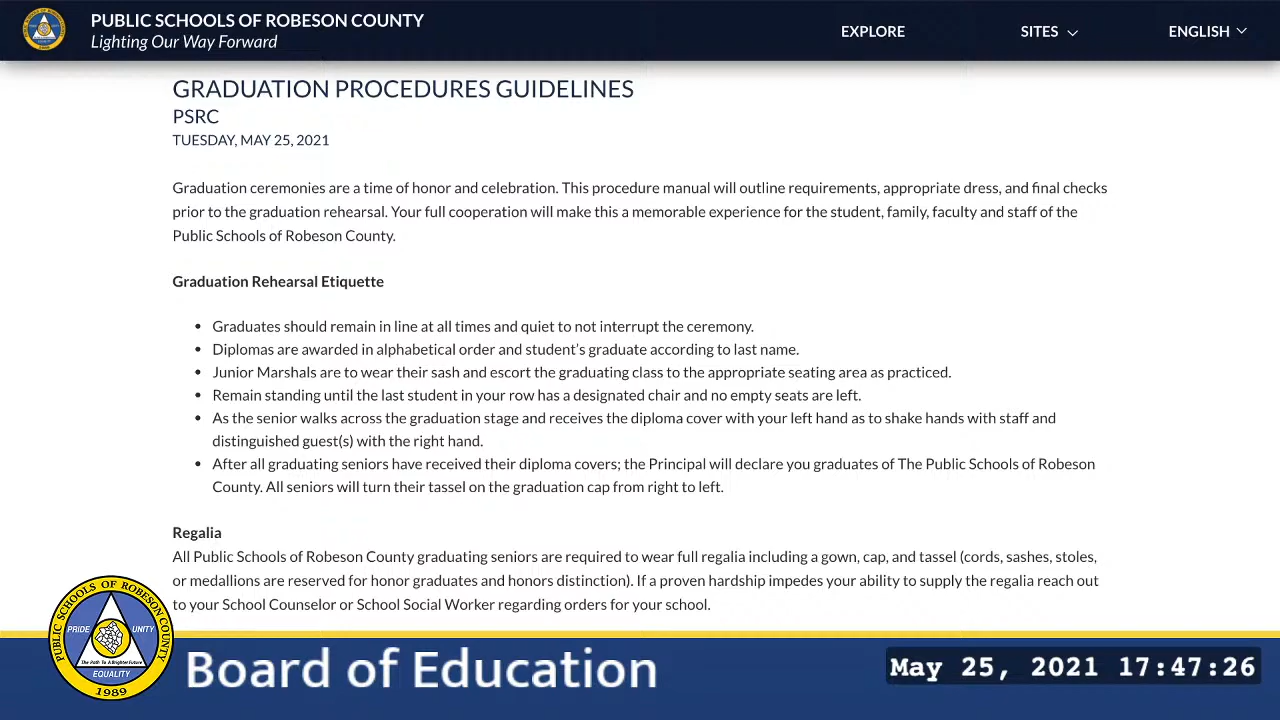 PUBLIC SCHOOLS OF ROBESON COUNTY
Lighting Our Way Forward
EXPLORE
SITES
ENGLISH
GRADUATION PROCEDURES GUIDELINES
PSRC
TUESDAY, MAY 25, 2021
Graduation ceremonies are a time of honor and celebration. This procedure manual will outline requirements, appropriate dress, and final checks
prior to the graduation rehearsal. Your full cooperation will make this a memorable experience for the student, family, faculty and staff of the
Public Schools of Robeson County.
Graduation Rehearsal Etiquette
• Graduates should remain in line at all times and quiet to not interrupt the ceremony.
• Diplomas are awarded in alphabetical order and student’s graduate according to last name.
• Junior Marshals are to wear their sash and escort the graduating class to the appropriate seating area as practiced.
• Remain standing until the last student in your row has a designated chair and no empty seats are left.
• As the senior walks across the graduation stage and receives the diploma cover with your left hand as to shake hands with staff and
distinguished guest(s) with the right hand.
• After all graduating seniors have received their diploma covers; the Principal will declare you graduates of The Public Schools of Robeson
County. All seniors will turn their tassel on the graduation cap from right to left.
Regalia
All Public Schools of Robeson County graduating seniors are required to wear full regalia including a gown, cap, and tassel (cords, sashes, stoles,
or medallions are reserved for honor graduates and honors distinction). If a proven hardship impedes your ability to supply the regalia reach out
to your School Counselor or School Social Worker regarding orders for your school.
PUBLIC SCHOOLS OF ROBESON COUNTY
PRIDE
UNITY
The Path To A Brighter Future
EQUALITY
1989
Board of Education
May 25, 2021 17:47:26